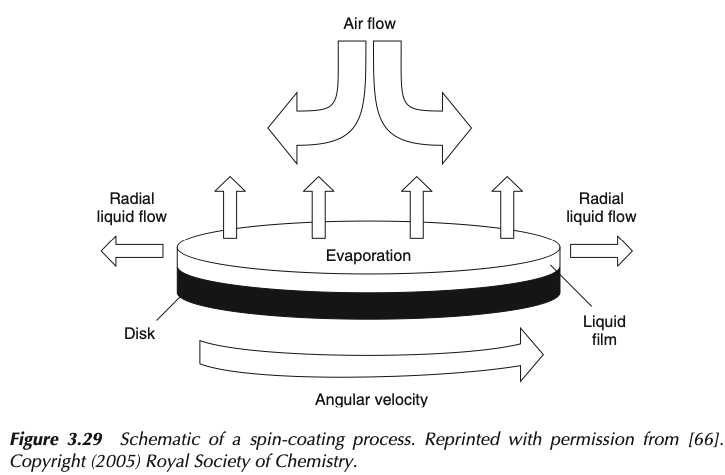 Air flow
Radial
liquid flow
Radial
liquid flow
Evaporation
Disk
Liquid
film
Angular velocity
Figure 3.29 Schematic of a spin-coating process. Reprinted with permission from [66].
Copyright (2005) Royal Society of Chemistry.